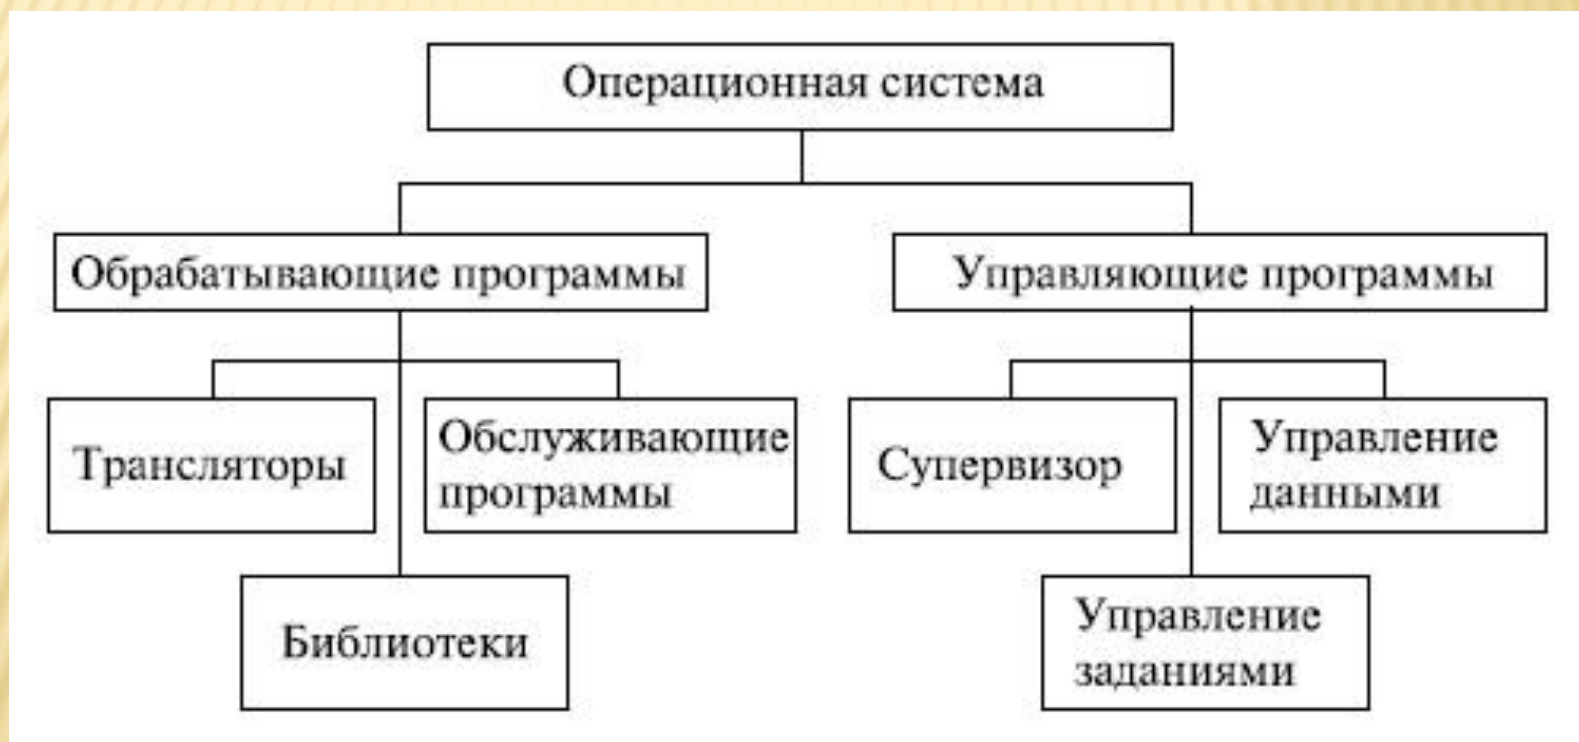 Операционная система
Обрабатывающие программы
Управляющие программы
Трансляторы
Обслуживающие
программы
Супервизор
Управление
данными
Библиотеки
Управление
заданиями